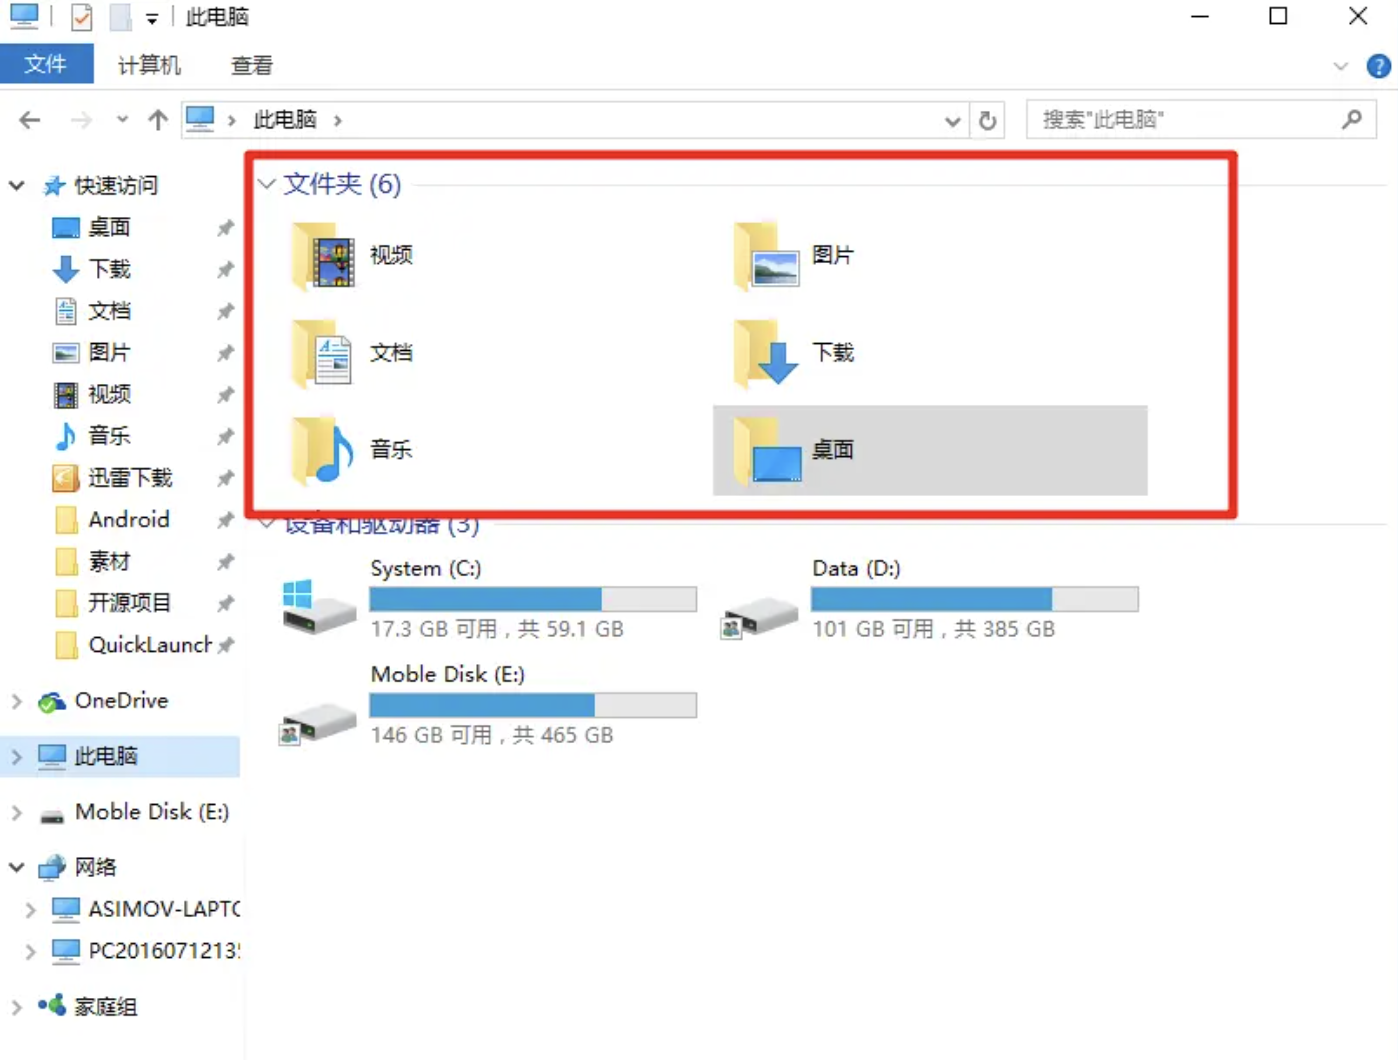 此电脑
文件 计算机 查看
此电脑 搜索"此电脑"
快速访问
桌面
下载
文档
图片
视频
音乐
迅雷下载
Android
素材
开源项目
QuickLaunch
OneDrive
此电脑
Moble Disk (E:)
网络
ASIMOV-LAPTO
PC2016071213
家庭组
文件夹 (6)
视频
图片
文档
下载
音乐
桌面
设备和驱动器 (3)
System (C:)
17.3 GB 可用，共 59.1 GB
Data (D:)
101 GB 可用，共 385 GB
Moble Disk (E:)
146 GB 可用，共 465 GB